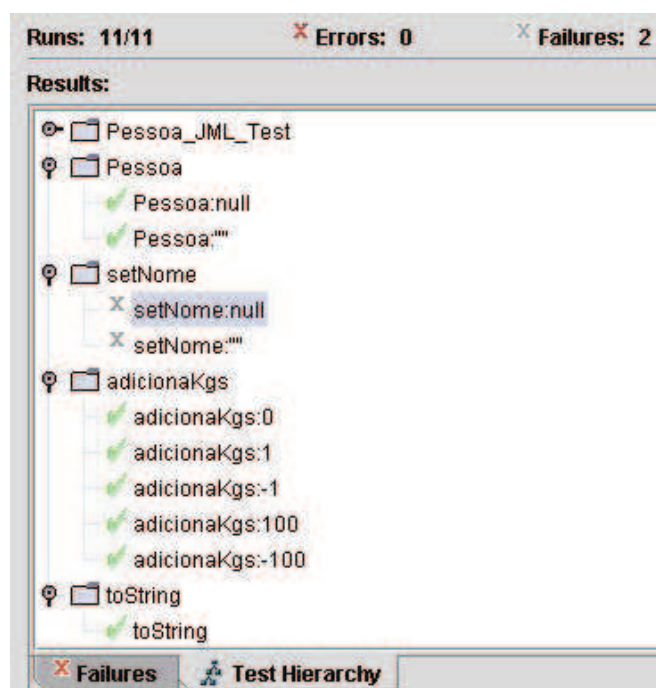 Runs: 11/11 Errors: 0 Failures: 2
Results:
Pessoa_JML_Test
Pessoa
Pessoa:null
Pessoa:""
setNome
setNome:null
setNome:""
adicionaKgs
adicionaKgs:0
adicionaKgs:1
adicionaKgs:-1
adicionaKgs:100
adicionaKgs:-100
toString
toString
Failures Test Hierarchy